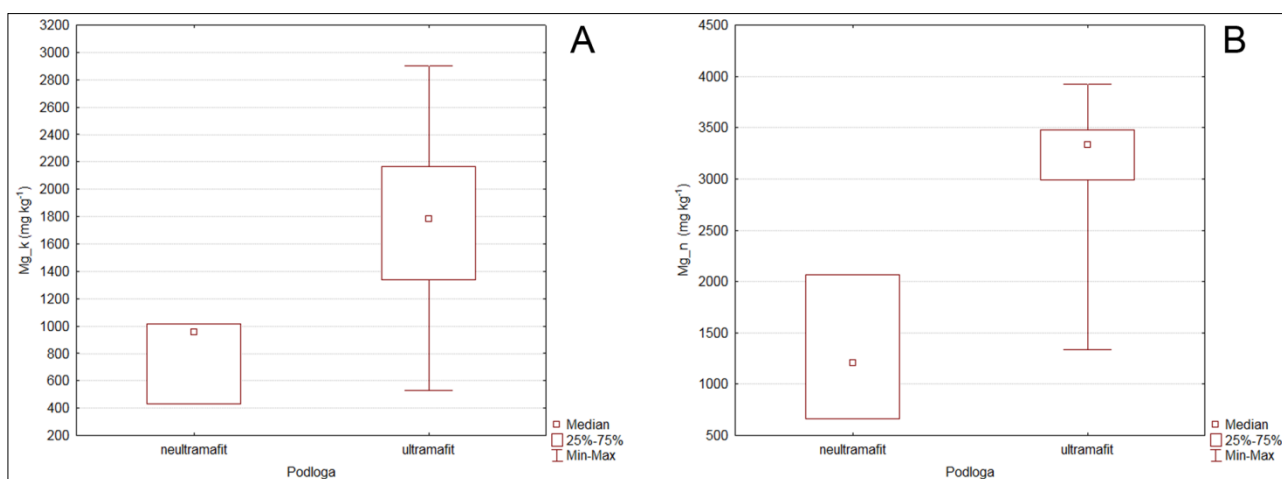 A
3200
3000
2800
2600
2400
2200
2000
1800
1600
1400
1200
1000
800
600
400
200
Mg_k (mg kg⁻¹)
neultramafit ultramafit
Podloga
Median
25%-75%
Min-Max
B
4500
4000
3500
3000
2500
2000
1500
1000
500
Mg_n (mg kg⁻¹)
neultramafit ultramafit
Podloga
Median
25%-75%
Min-Max